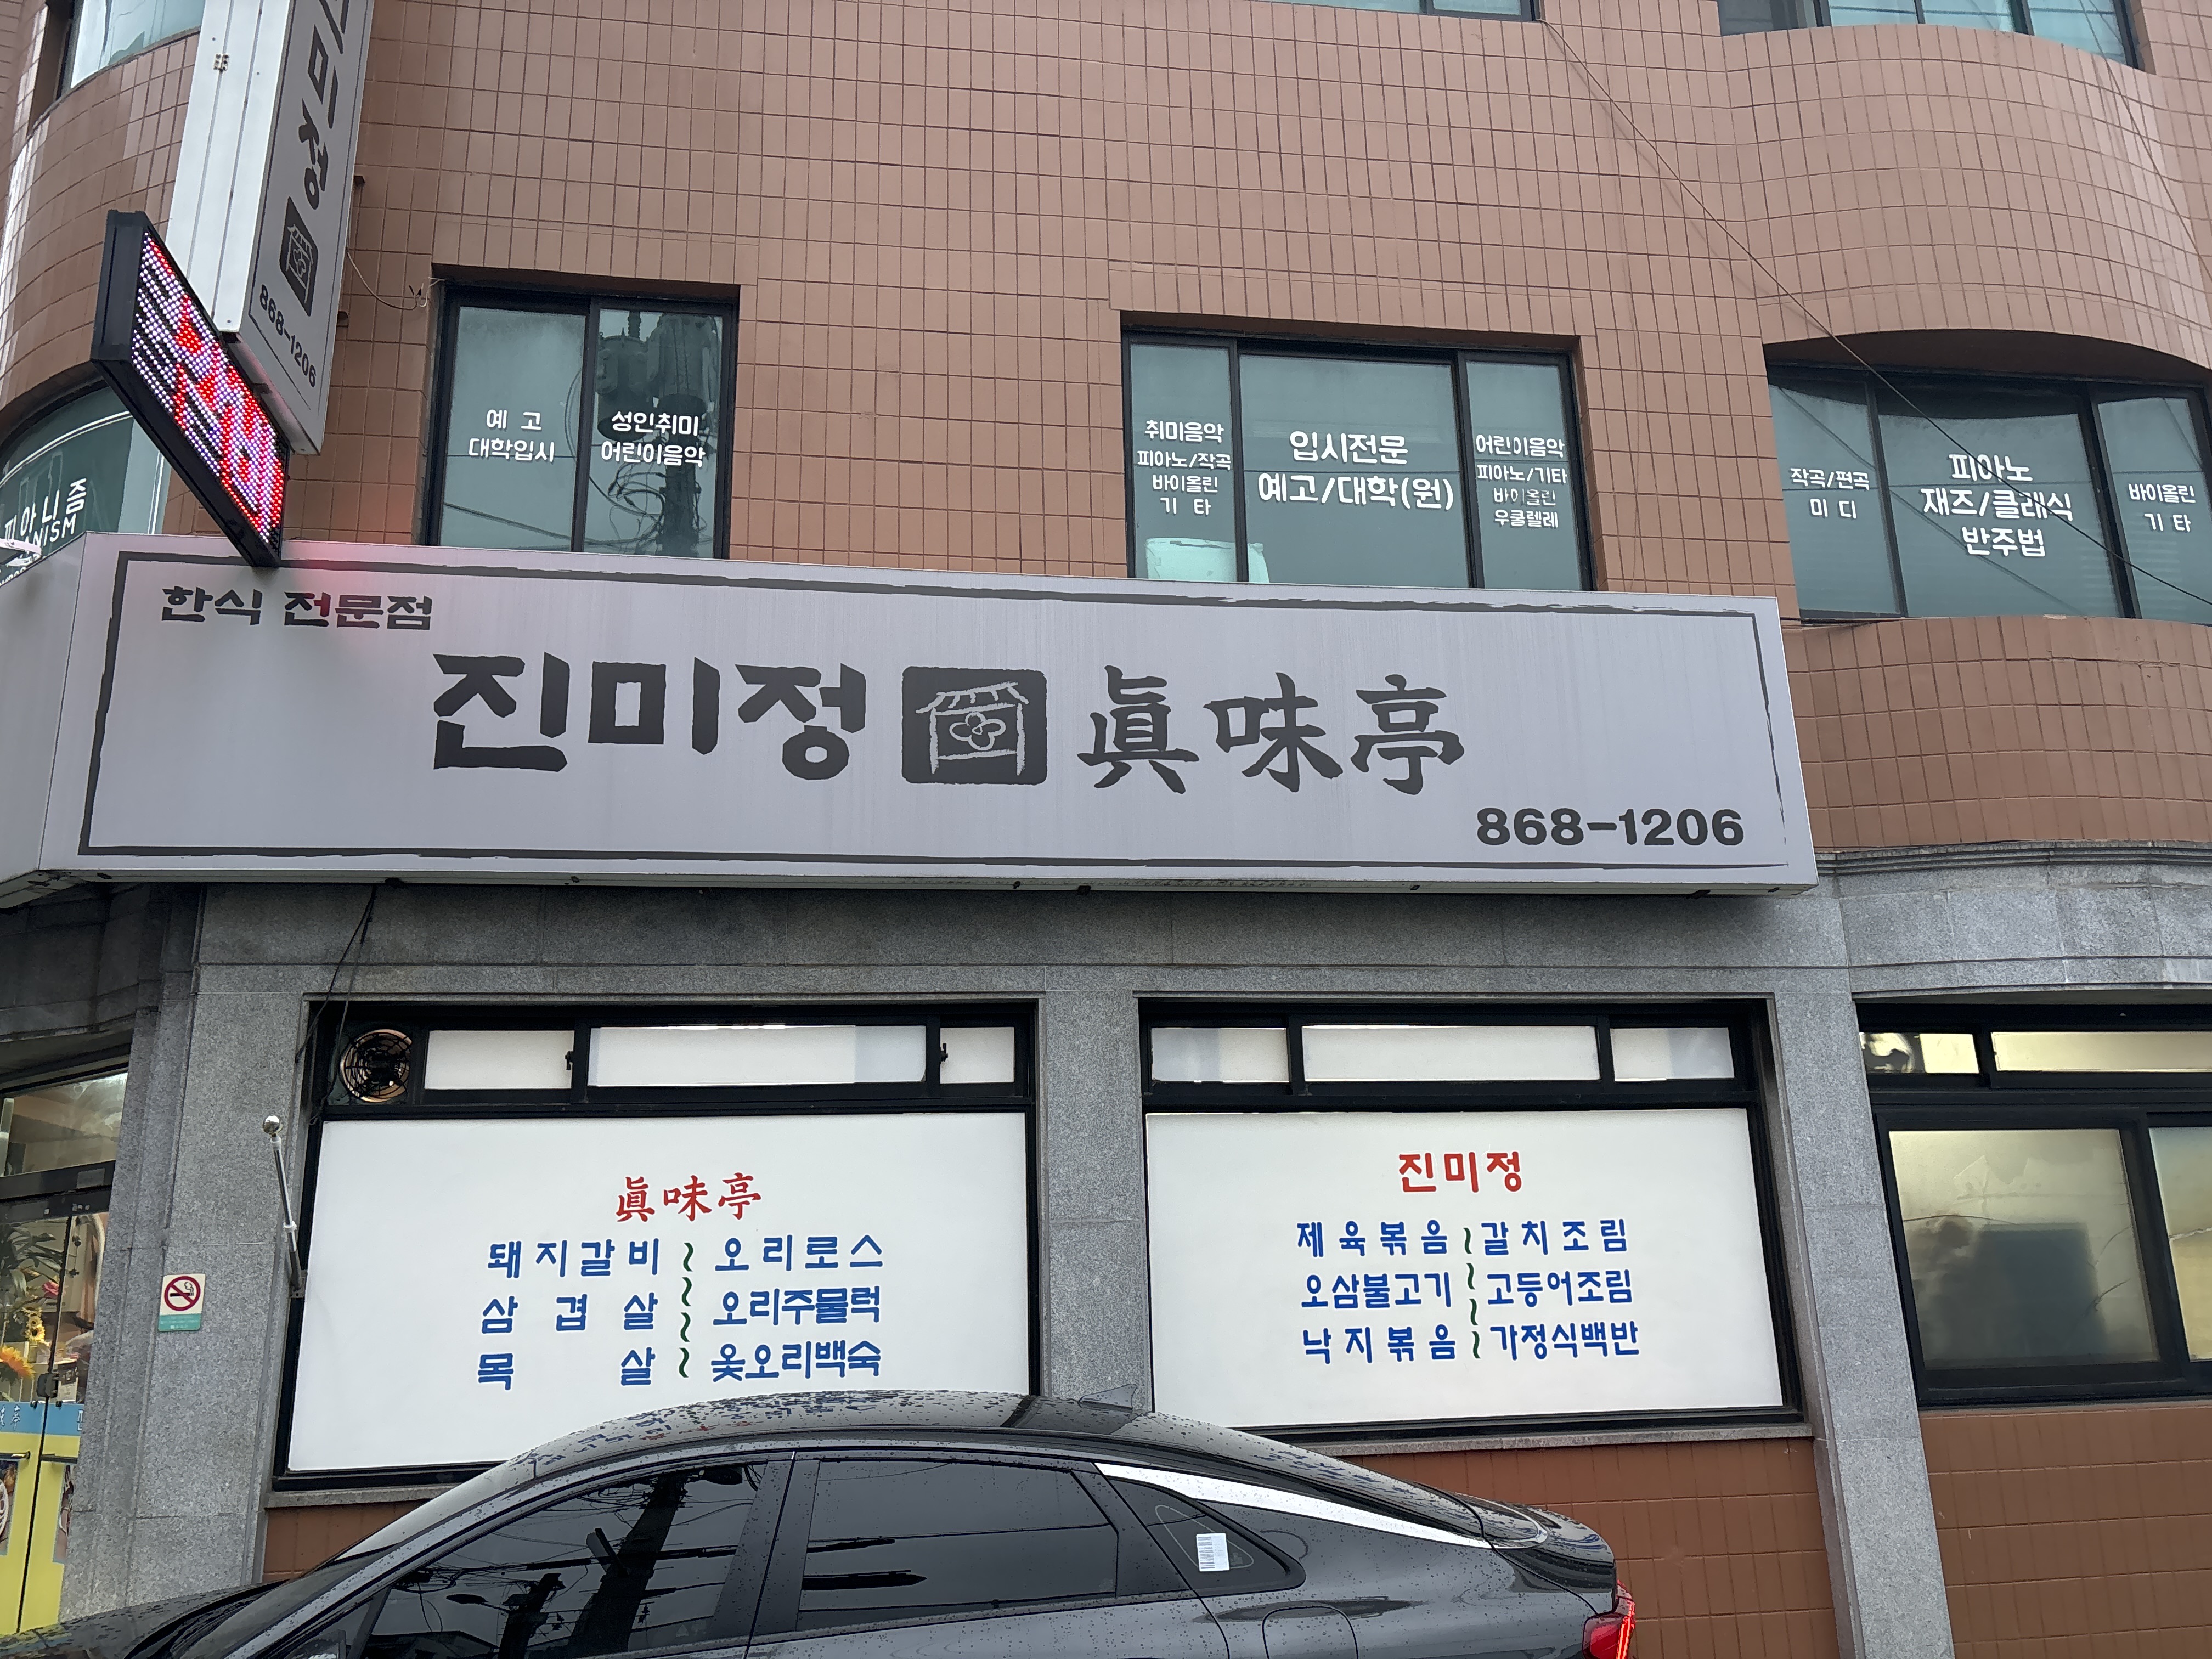 미정
868-1206
피아니즘
예 고
대학입시
성인취미
어린이음악
취미음악
피아노/작곡
바이올린
기 타
입시전문
예고/대학(원)
어린이음악
피아노/기타
바이올린
우쿨렐레
작곡/편곡
미 디
피아노
재즈/클래식
반주법
바이올린
기 타
한식 전문점
진미정 眞味亭
868-1206
眞味亭
돼지갈비 ~ 오리로스
삼겹살 ~ 오리주물럭
목살 ~ 옻오리백숙
진미정
제육볶음 ~ 갈치조림
오삼불고기 ~ 고등어조림
낙지볶음 ~ 가정식백반